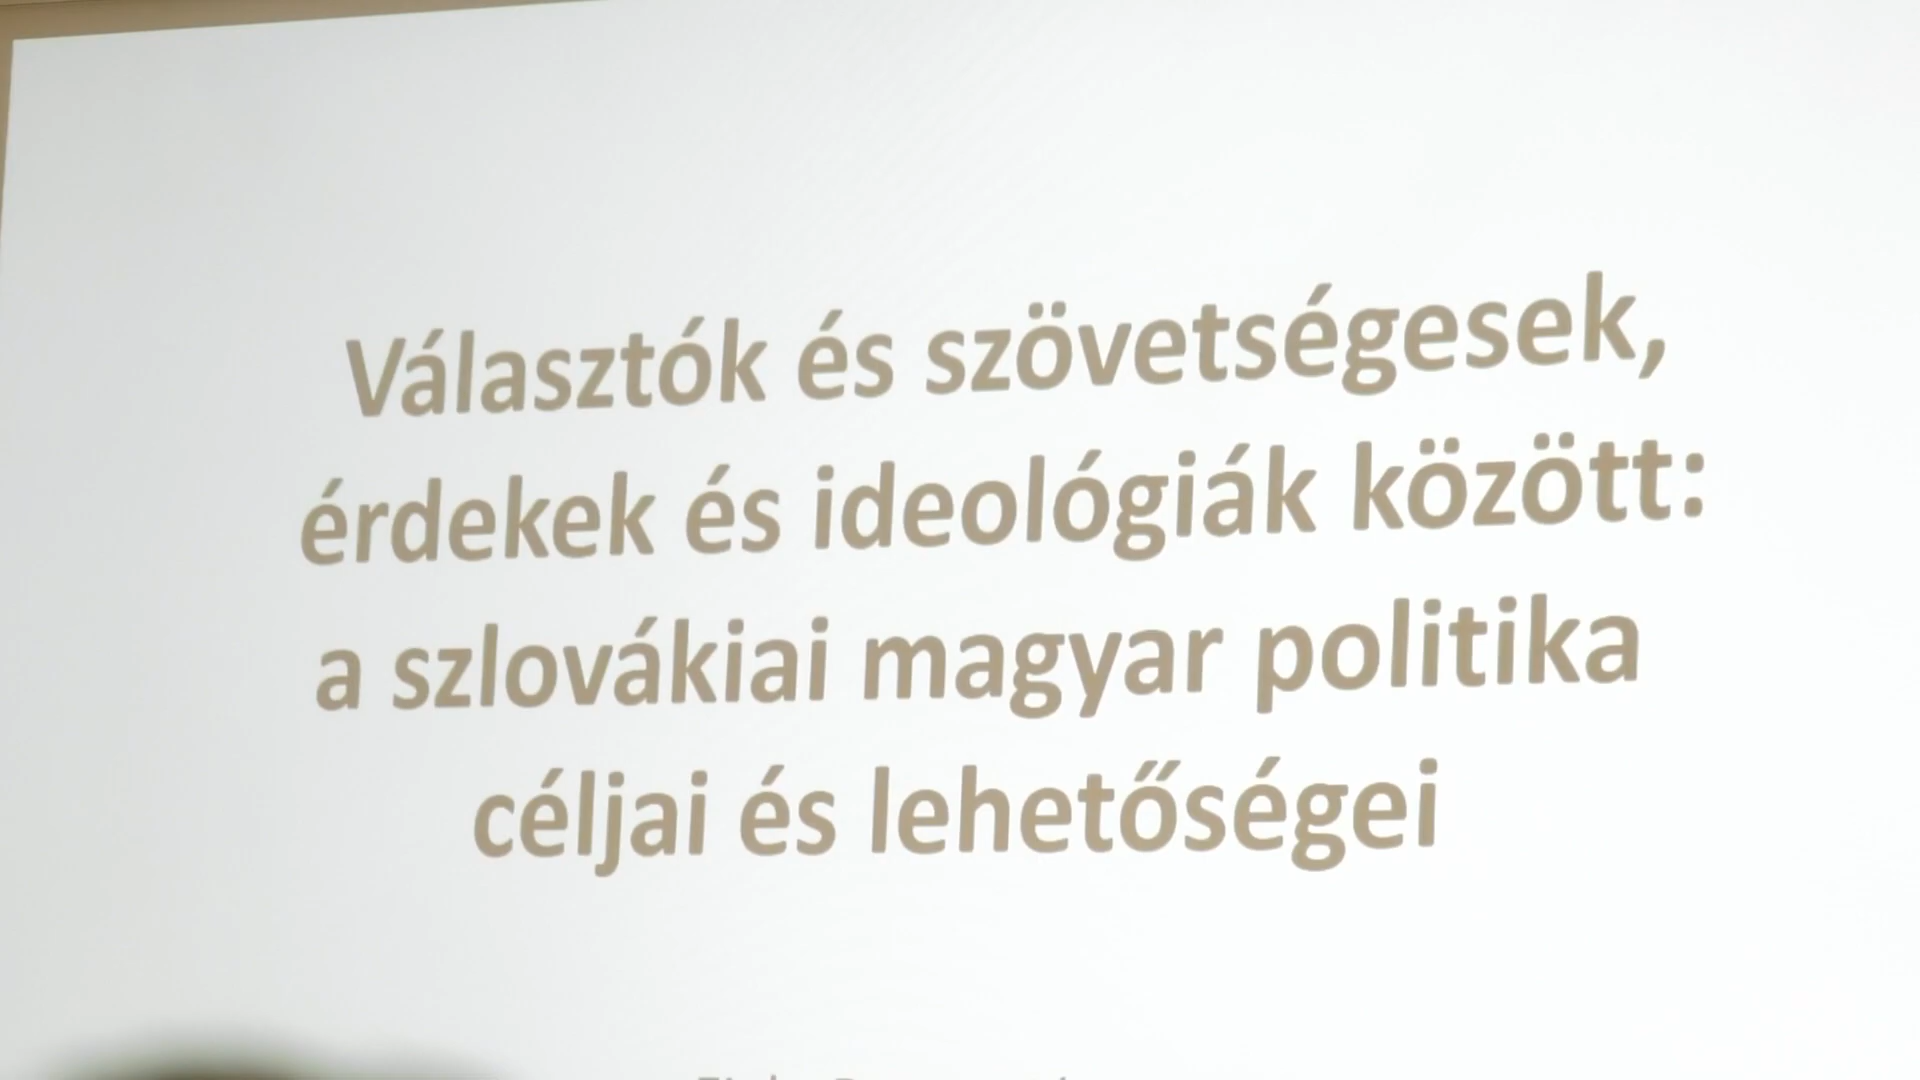 Választók és szövetségesek,
érdekek és ideológiák között:
a szlovákiai magyar politika
céljai és lehetőségei